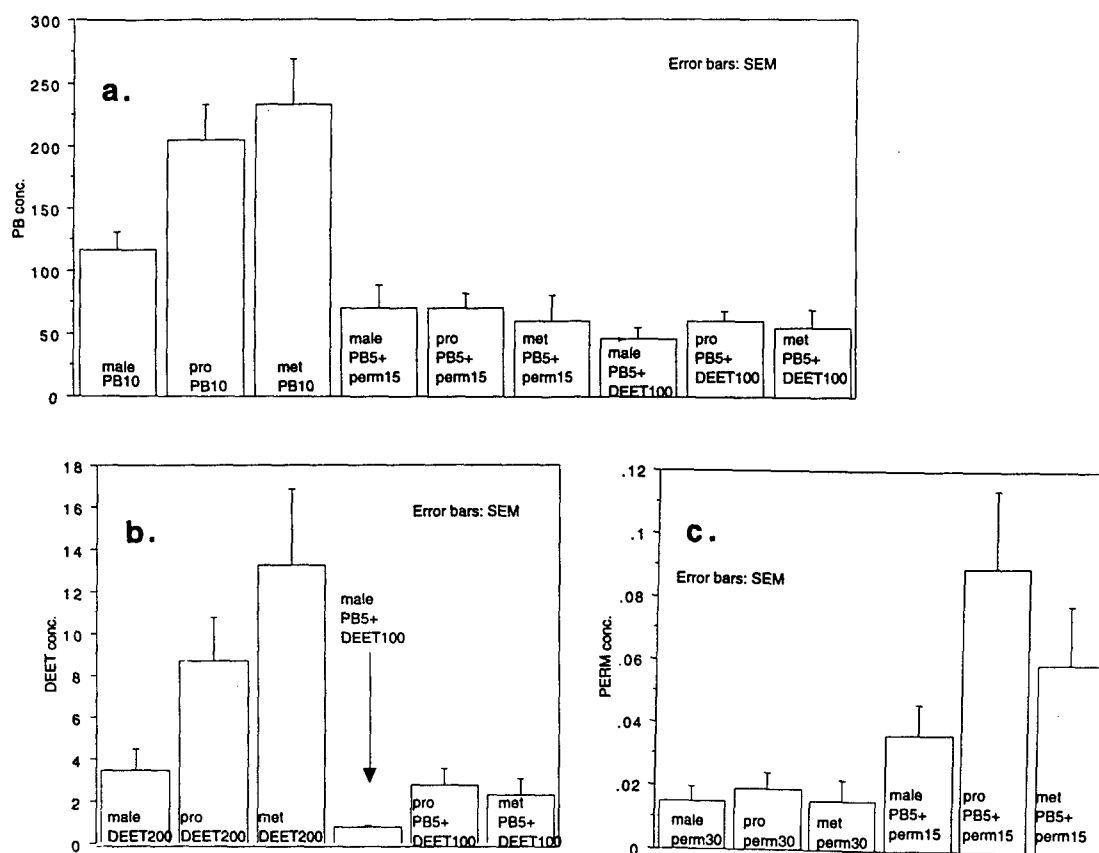 300
250
200
150
100
50
0
PB conc.
a.
Error bars: SEM
male
PB10
pro
PB10
met
PB10
male
PB5+
perm15
pro
PB5+
perm15
met
PB5+
perm15
male
PB5+
DEET100
pro
PB5+
DEET100
met
PB5+
DEET100
18
16
14
12
10
8
6
4
2
0
DEET conc.
b.
Error bars: SEM
male
DEET200
pro
DEET200
met
DEET200
male
PB5+
DEET100
pro
PB5+
DEET100
met
PB5+
DEET100
.12
.1
.08
.06
.04
.02
0
PERM conc.
c.
Error bars: SEM
male
perm30
pro
perm30
met
perm30
male
PB5+
perm15
pro
PB5+
perm15
met
PB5+
perm15